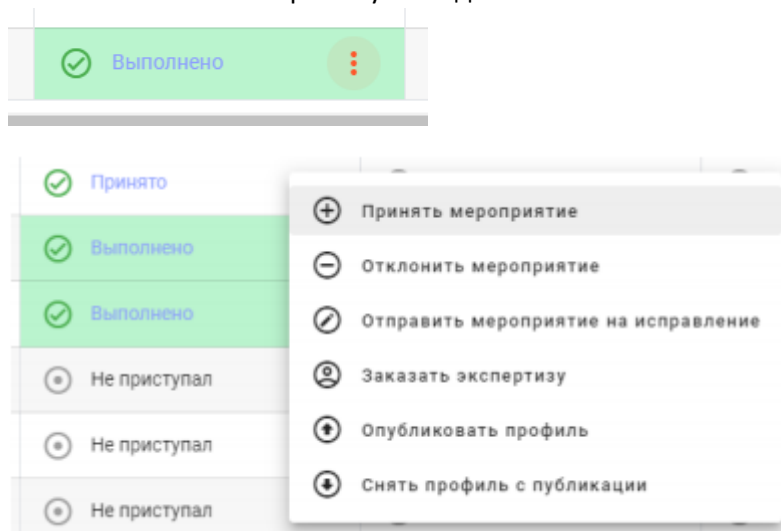 Выполнено
Принято
Выполнено
Выполнено
Не приступал
Не приступал
Не приступал
Принять мероприятие
Отклонить мероприятие
Отправить мероприятие на исправление
Заказать экспертизу
Опубликовать профиль
Снять профиль с публикации